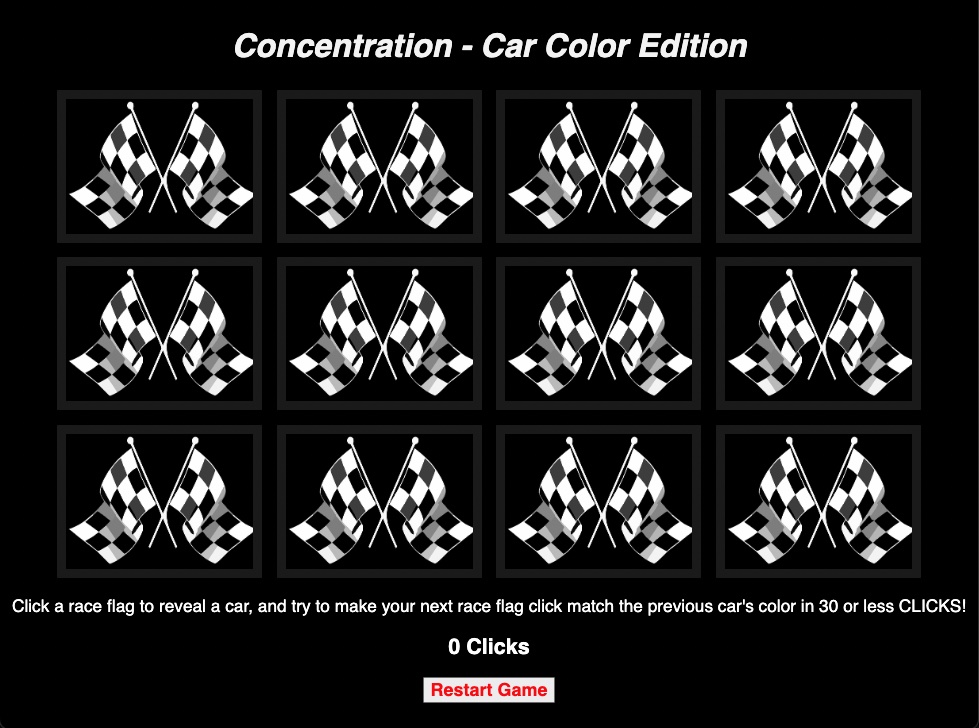 Concentration - Car Color Edition
Click a race flag to reveal a car, and try to make your next race flag click match the previous car's color in 30 or less CLICKS!
0 Clicks
Restart Game